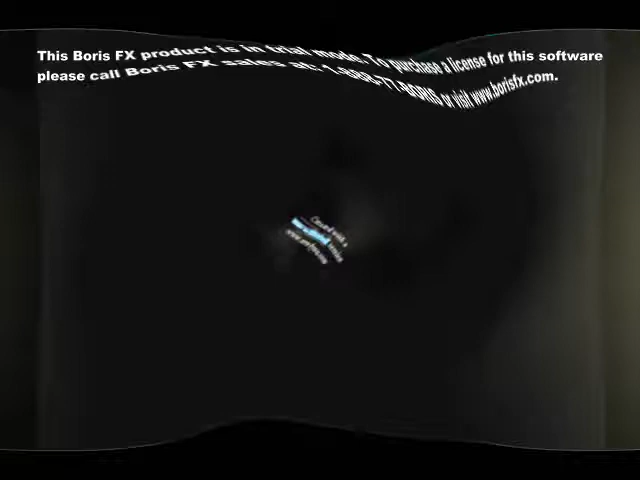 This Boris FX product is in trial mode. To purchase a license for this software
please call Boris FX sales at: 1-888-77-BORIS or visit www.borisfx.com.